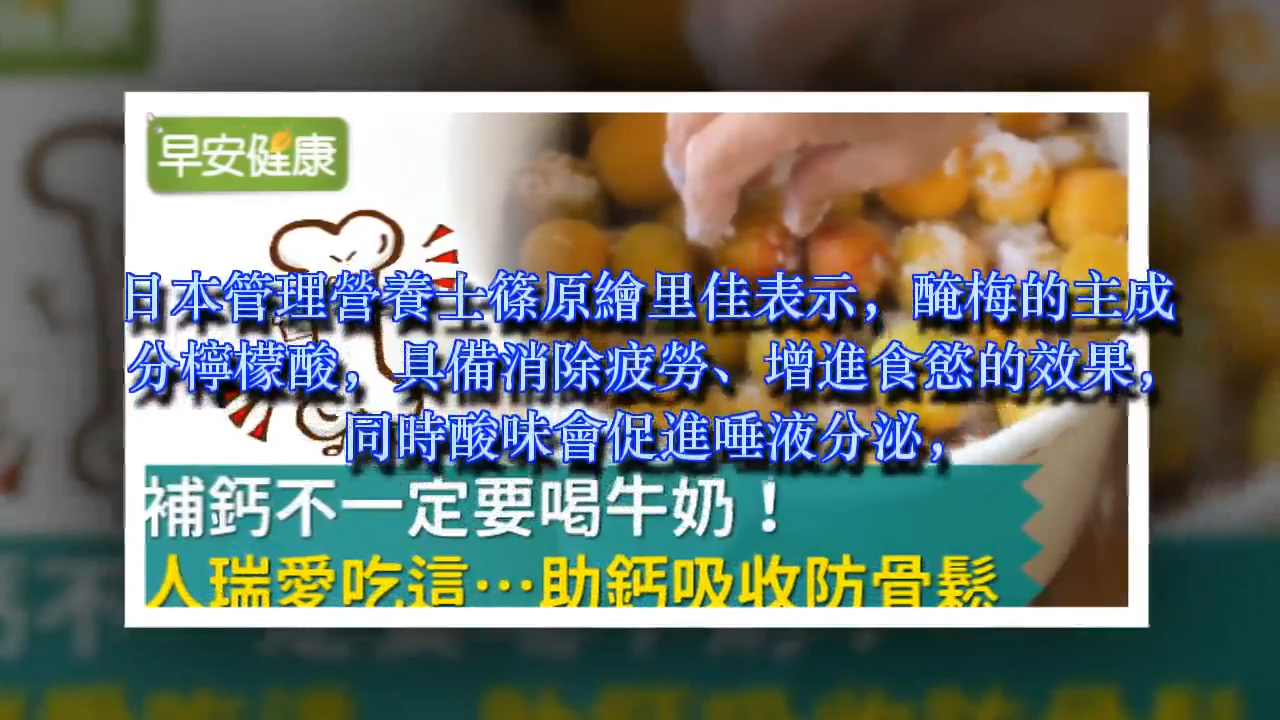 早安健康
日本管理營養士篠原繪里佳表示，醃梅的主成
分檸檬酸，具備消除疲勞、增進食慾的效果，
同時酸味會促進唾液分泌，
補鈣不一定要喝牛奶！
人瑞愛吃這…助鈣吸收防骨鬆